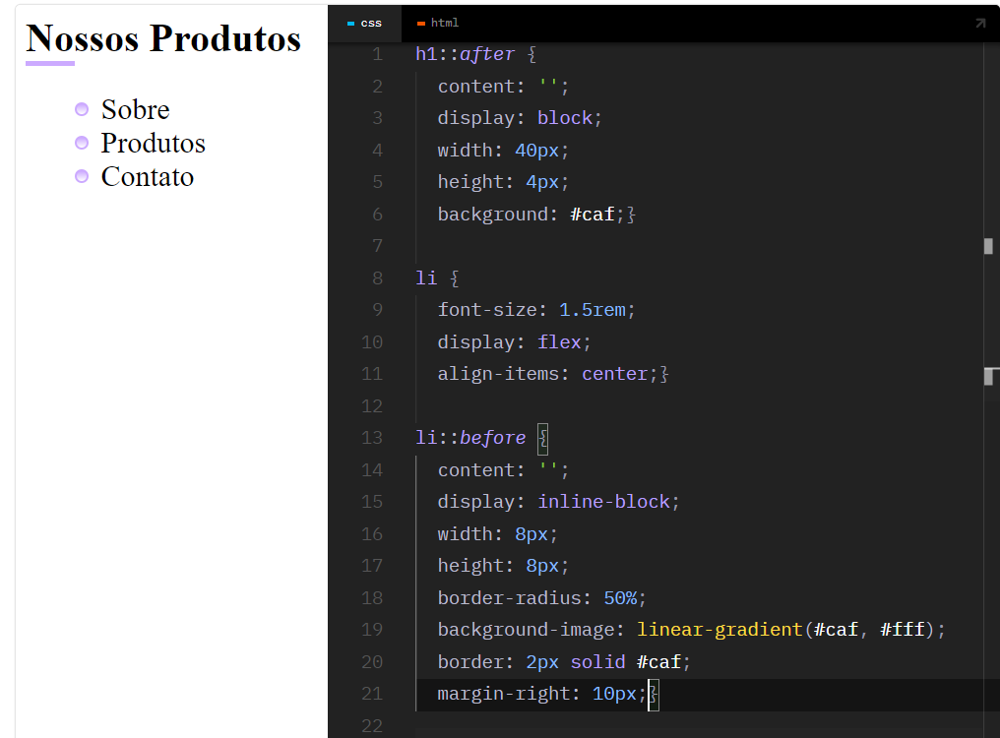 Nossos Produtos
Sobre
Produtos
Contato
css
html
1 h1::after {
2 content: '';
3 display: block;
4 width: 40px;
5 height: 4px;
6 background: #caf;}
7
8 li {
9 font-size: 1.5rem;
10 display: flex;
11 align-items: center;}
12
13 li::before {
14 content: '';
15 display: inline-block;
16 width: 8px;
17 height: 8px;
18 border-radius: 50%;
19 background-image: linear-gradient(#caf, #fff);
20 border: 2px solid #caf;
21 margin-right: 10px;}
22